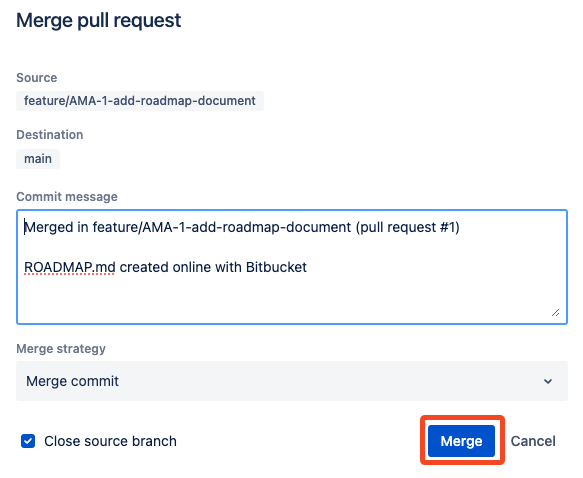 Merge pull request
Source
feature/AMA-1-add-roadmap-document
Destination
main
Commit message
Merged in feature/AMA-1-add-roadmap-document (pull request #1)
ROADMAP.md created online with Bitbucket
Merge strategy
Merge commit
Close source branch
Merge
Cancel